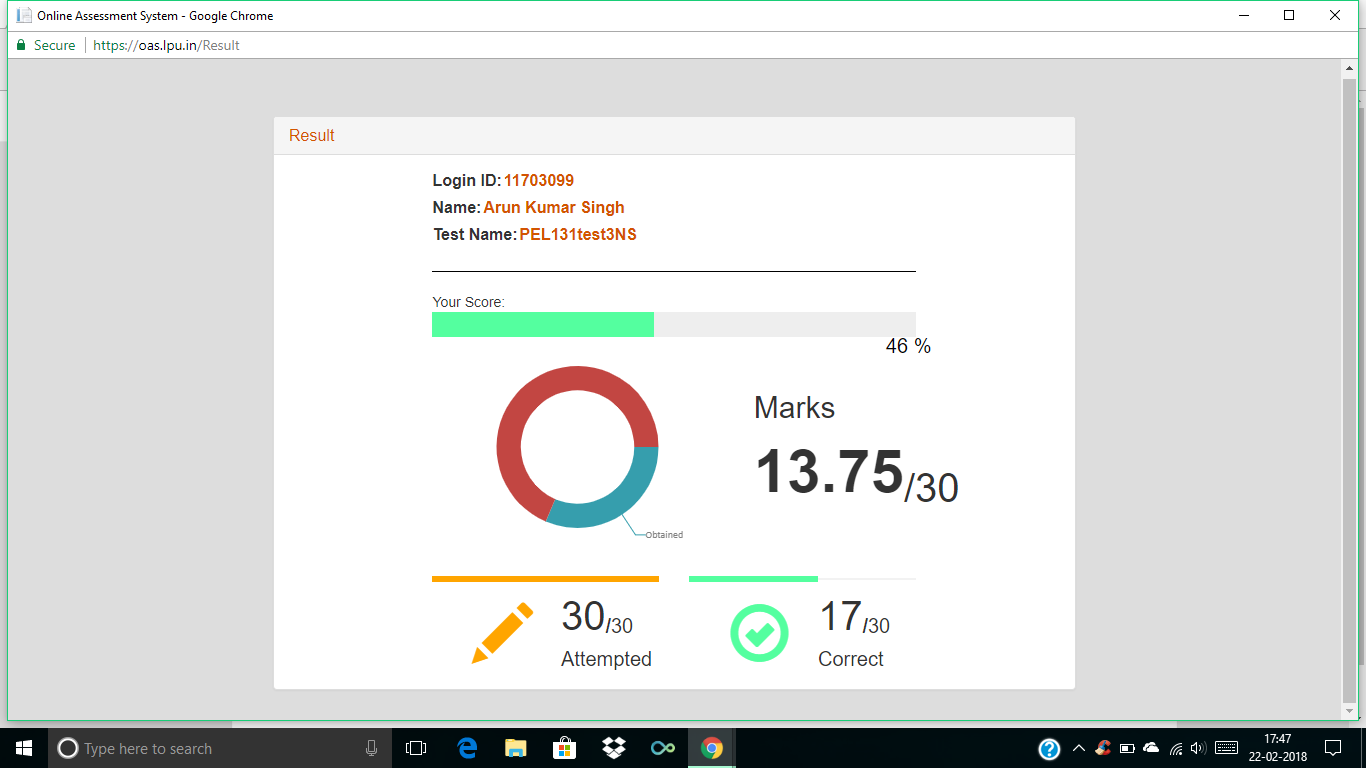 Online Assessment System - Google Chrome
Secure https://oas.lpu.in/Result
Result
Login ID: 11703099
Name: Arun Kumar Singh
Test Name: PEL131test3NS
Your Score:
46 %
Marks
13.75/30
Obtained
30/30
Attempted
17/30
Correct
Type here to search
17:47
22-02-2018